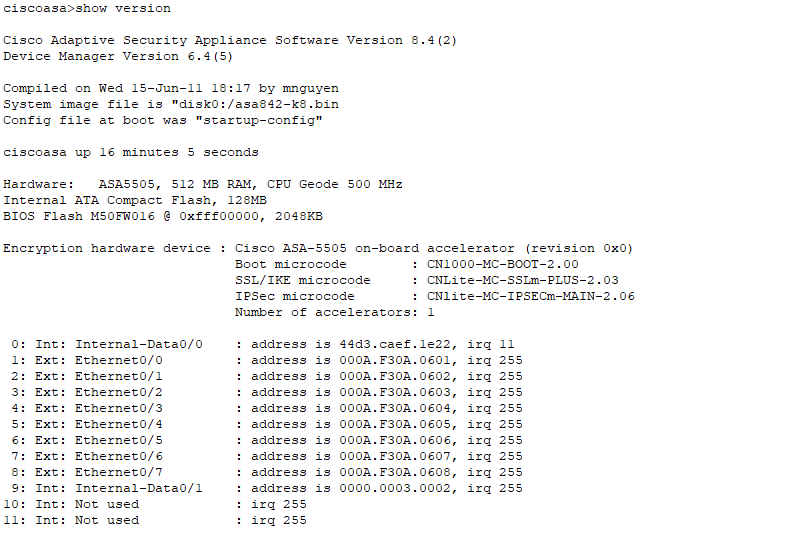 ciscoasa>show version
Cisco Adaptive Security Appliance Software Version 8.4(2)
Device Manager Version 6.4(5)
Compiled on Wed 15-Jun-11 18:17 by mnguyen
System image file is "disk0:/asa842-k8.bin
Config file at boot was "startup-config"
ciscoasa up 16 minutes 5 seconds
Hardware:   ASA5505, 512 MB RAM, CPU Geode 500 MHz
Internal ATA Compact Flash, 128MB
BIOS Flash M50FW016 @ 0xfff00000, 2048KB
Encryption hardware device : Cisco ASA-5505 on-board accelerator (revision 0x0)
                             Boot microcode        : CN1000-MC-BOOT-2.00
                             SSL/IKE microcode     : CNLite-MC-SSLm-PLUS-2.03
                             IPSec microcode       : CNlite-MC-IPSECm-MAIN-2.06
                             Number of accelerators: 1
 0: Int: Internal-Data0/0    : address is 44d3.caef.1e22, irq 11
 1: Ext: Ethernet0/0         : address is 000A.F30A.0601, irq 255
 2: Ext: Ethernet0/1         : address is 000A.F30A.0602, irq 255
 3: Ext: Ethernet0/2         : address is 000A.F30A.0603, irq 255
 4: Ext: Ethernet0/3         : address is 000A.F30A.0604, irq 255
 5: Ext: Ethernet0/4         : address is 000A.F30A.0605, irq 255
 6: Ext: Ethernet0/5         : address is 000A.F30A.0606, irq 255
 7: Ext: Ethernet0/6         : address is 000A.F30A.0607, irq 255
 8: Ext: Ethernet0/7         : address is 000A.F30A.0608, irq 255
 9: Int: Internal-Data0/1    : address is 0000.0003.0002, irq 255
10: Int: Not used            : irq 255
11: Int: Not used            : irq 255